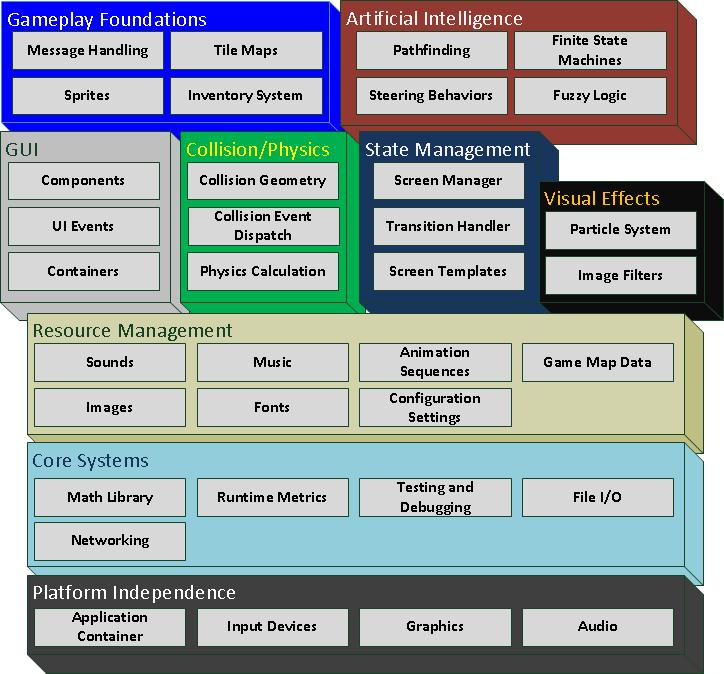 Gameplay Foundations
Message Handling
Tile Maps
Sprites
Inventory System
Artificial Intelligence
Pathfinding
Finite State
Machines
Steering Behaviors
Fuzzy Logic
GUI
Components
UI Events
Containers
Collision/Physics
Collision Geometry
Collision Event
Dispatch
Physics Calculation
State Management
Screen Manager
Transition Handler
Screen Templates
Visual Effects
Particle System
Image Filters
Resource Management
Sounds
Music
Animation
Sequences
Game Map Data
Images
Fonts
Configuration
Settings
Core Systems
Math Library
Runtime Metrics
Testing and
Debugging
File I/O
Networking
Platform Independence
Application
Container
Input Devices
Graphics
Audio